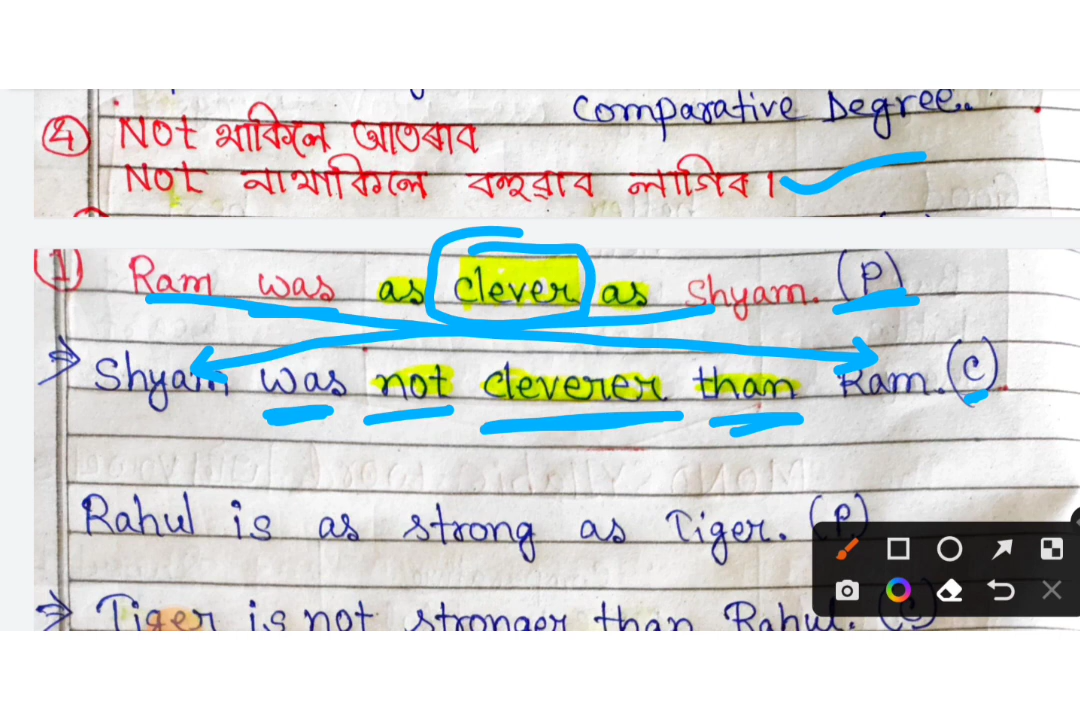 Comparative Degree..
④ Not থাকিলে আতৰাব
Not নাথাকিলে বহুৱাব লাগিব।
① Ram was as clever as Shyam. (P)
⇒ Shyam was not cleverer than Ram. (C).
Rahul is as strong as Tiger. (P)
⇒ Tiger is not stronger than Rahul. (C)